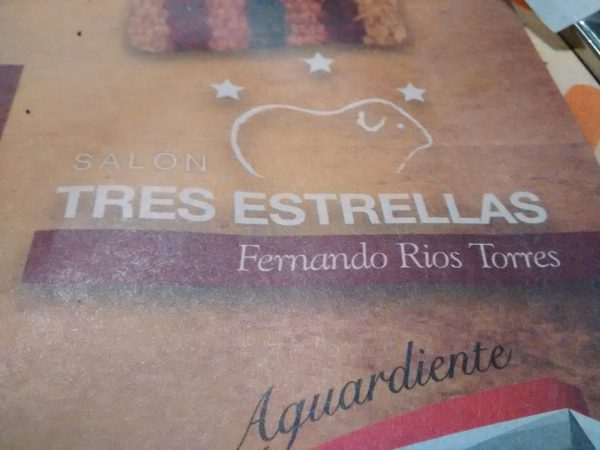 SALÓN
TRES ESTRELLAS
Fernando Rios Torres
Aguardiente